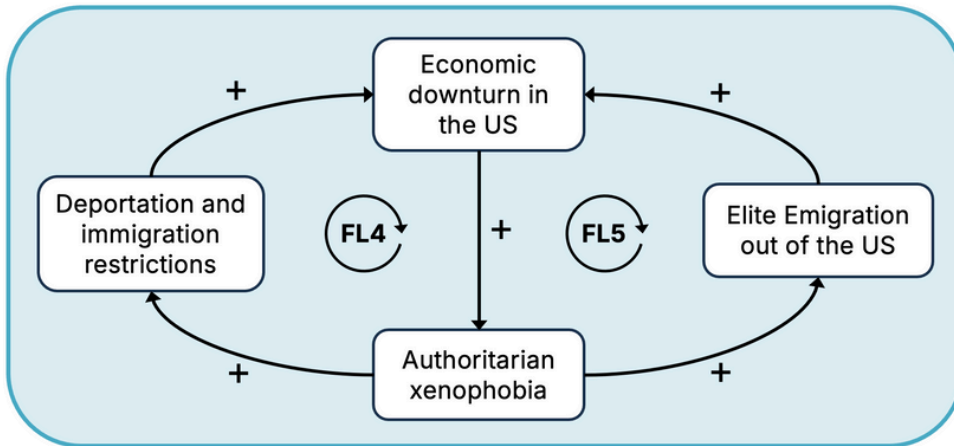 Economic
downturn in
the US
+
+
Deportation and
immigration
restrictions
FL4
+
FL5
Elite Emigration
out of the US
Authoritarian
xenophobia
+
+